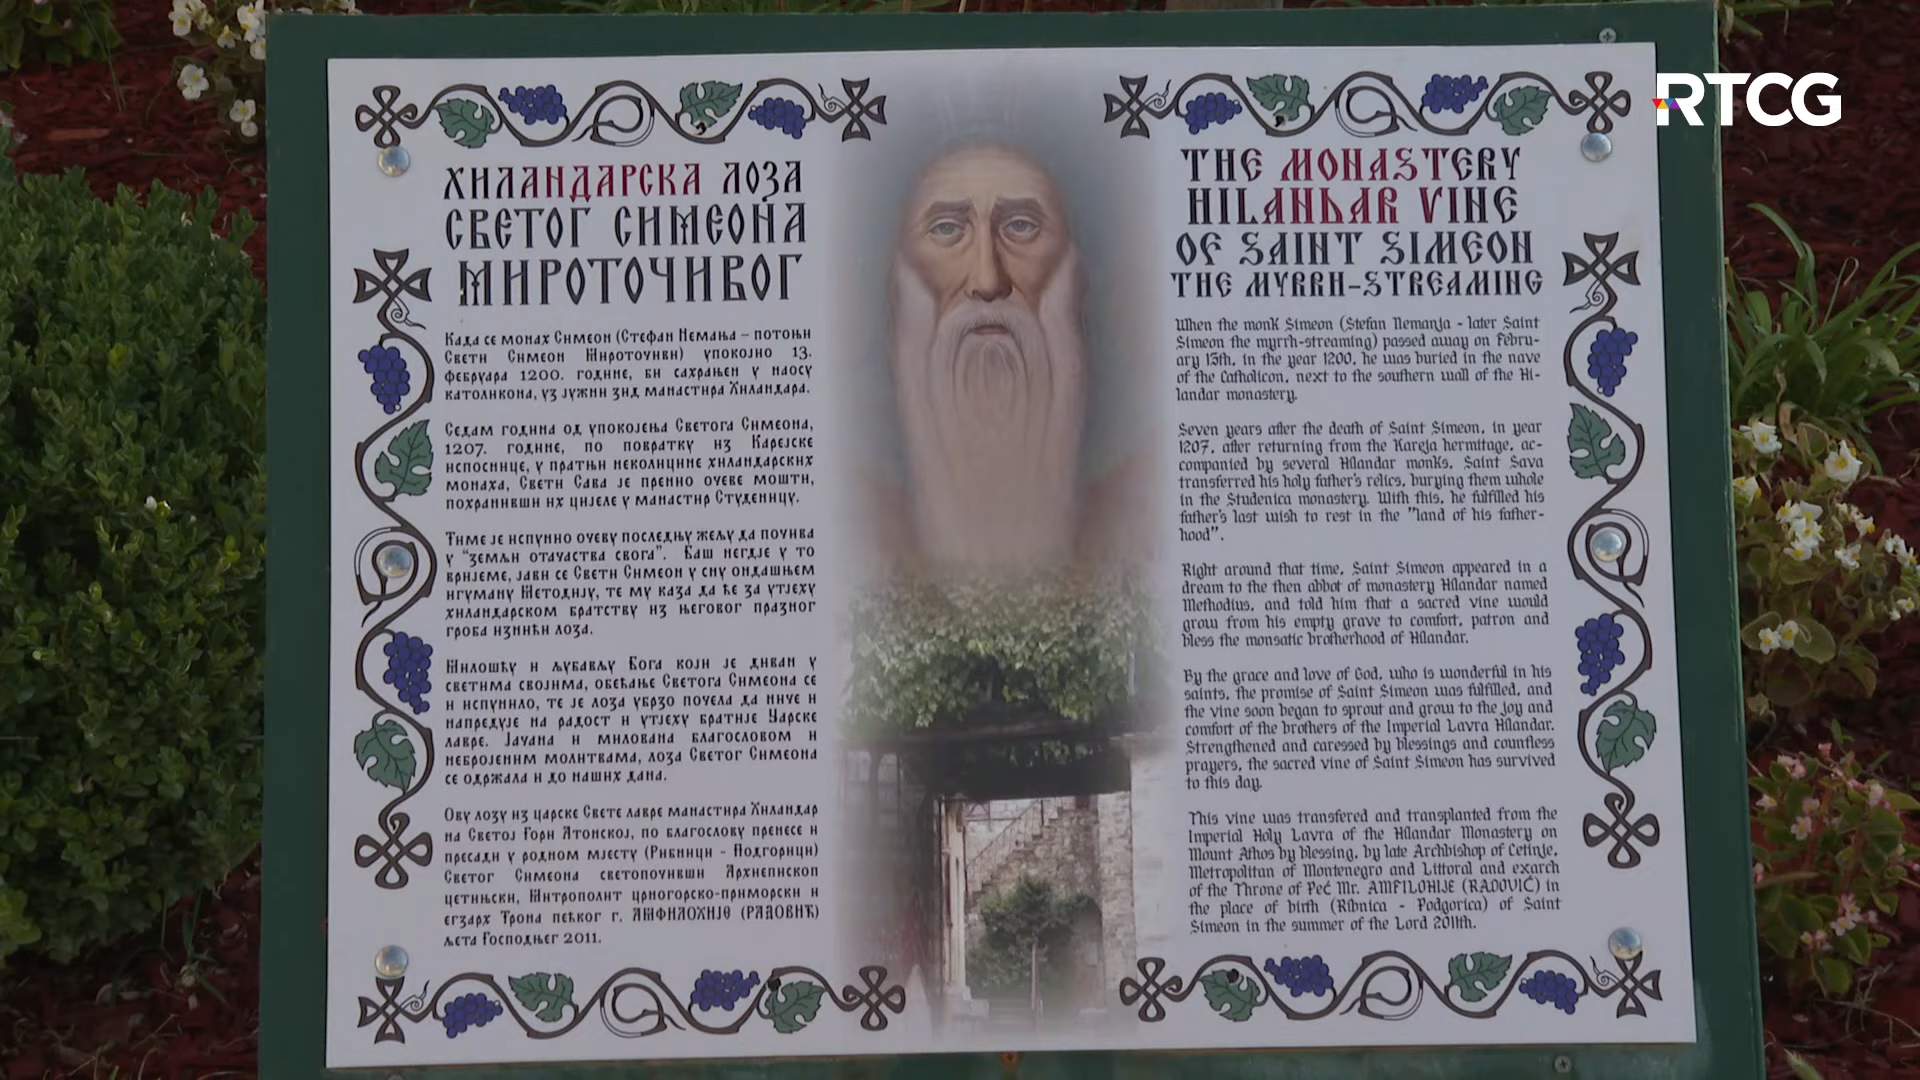 RTCG
ХИЛАНДАРСКА ЛОЗА
СВЕТОГ СИМЕОНА
МИРОТОЧИВОГ
Када се монах Симеон (Стефан Немања – потоњи
Свети Симеон Мироточиви) упокојио 13.
фебруара 1200. године, би сахрањен у наосу
католикона, уз јужни зид манастира Хиландара.
Седам година од упокојења Светога Симеона,
1207. године, по повратку из Карејске
испоснице, у пратњи неколицине хиландарских
монаха, Свети Сава је пренио очеве мошти,
похранивши их цијеле у манастир Студеницу.
Тиме је испунио очеву последњу жељу да почива
у “земљи отачаства свога”. Баш негдје у то
вријеме, јави се Свети Симеон у сну ондашњем
игуману Методију, те му каза да ће за утјеху
хиландарском братству из његовог празног
гроба изнићи лоза.
Милошћу и љубављу Бога који је диван у
светима својима, обећање Светога Симеона се
и испунило, те је лоза убрзо почела да ниче и
напредује на радост и утјеху братије Царске
лавре. Јачана и милована благословом и
небројеним молитвама, лоза Светог Симеона
се одржала и до наших дана.
Ову лозу из царске Свете лавре манастира Хиландар
на Светој Гори Атонској, по благослову пренесе и
пресади у родном мјесту (Рибници - Подгорици)
Светог Симеона светопочивши Архиепископ
цетињски, Митрополит црногорско-приморски и
егзарх Трона пећког г. АМФИЛОХИЈЕ (РАДОВИЋ)
љета Господњег 2011.
THE MONASTERY
HILANDAR VINE
OF SAINT SIMEON
THE MYRRH-STREAMING
When the monk Simeon (Stefan Nemanja - later Saint
Simeon the myrrh-streaming) passed away on Febru-
ary 13th, in the year 1200, he was buried in the nave
of the Catholicon, next to the southern wall of the Hi-
landar monastery.
Seven years after the death of Saint Simeon, in year
1207, after returning from the Kareja hermitage, ac-
companied by several Hilandar monks, Saint Sava
transferred his holy father's relics, burying them whole
in the Studenica monastery. With this, he fulfilled his
father's last wish to rest in the "land of his father-
hood".
Right around that time, Saint Simeon appeared in a
dream to the then abbot of monastery Hilandar named
Methodius, and told him that a sacred vine would
grow from his empty grave to comfort, patron and
bless the monsatic brotherhood of Hilandar.
By the grace and love of God, who is wonderful in his
saints, the promise of Saint Simeon was fulfilled, and
the vine soon began to sprout and grow to the joy and
comfort of the brothers of the Imperial Lavra Hilandar.
Strengthened and caressed by blessings and countless
prayers, the sacred vine of Saint Simeon has survived
to this day.
This vine was transfered and transplanted from the
Imperial Holy Lavra of the Hilandar Monastery on
Mount Athos by blessing, by late Archbishop of Cetinje,
Metropolitan of Montenegro and Littoral and exarch
of the Throne of Peć Mr. AMFILOHIJE (RADOVIĆ) in
the place of birth (Ribnica - Podgorica) of Saint
Simeon in the summer of the Lord 2011th.